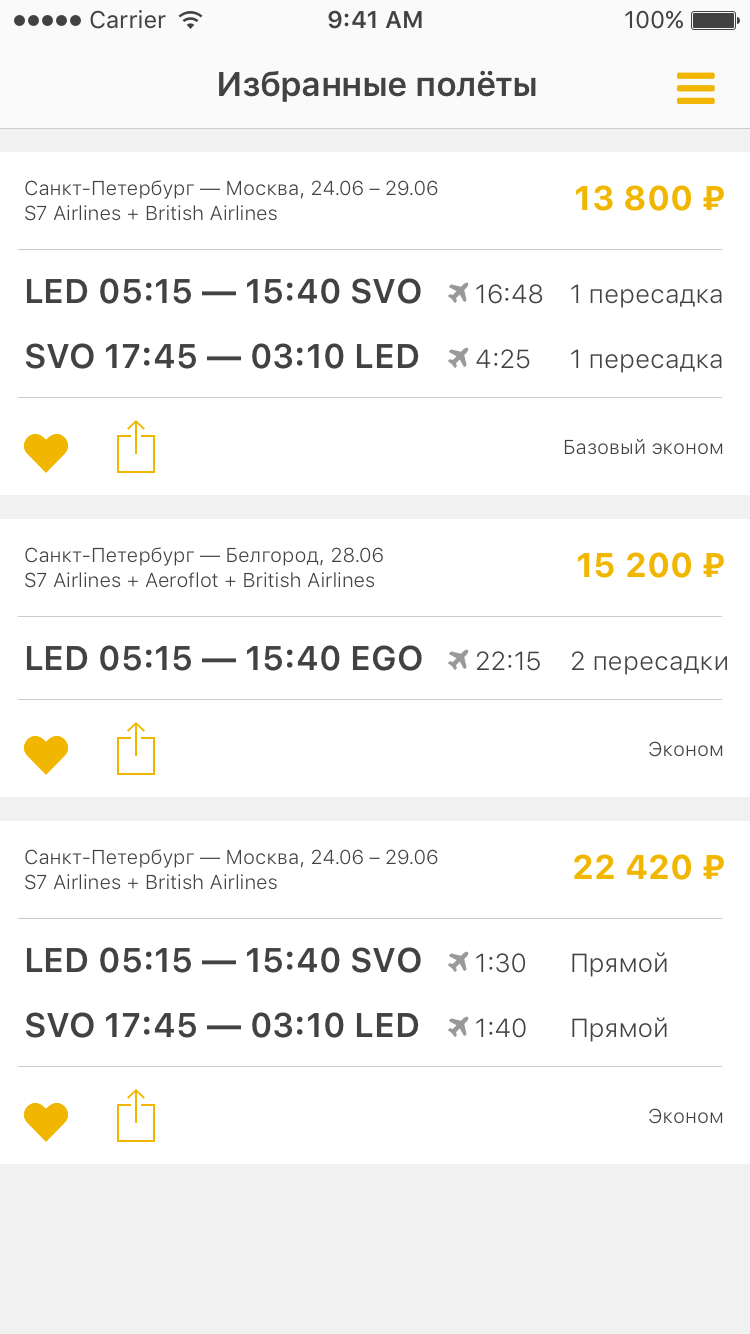 Carrier 9:41 AM 100%
Избранные полёты
Санкт-Петербург — Москва, 24.06 – 29.06
S7 Airlines + British Airlines
13 800 ₽
LED 05:15 — 15:40 SVO 16:48 1 пересадка
SVO 17:45 — 03:10 LED 4:25 1 пересадка
Базовый эконом
Санкт-Петербург — Белгород, 28.06
S7 Airlines + Aeroflot + British Airlines
15 200 ₽
LED 05:15 — 15:40 EGO 22:15 2 пересадки
Эконом
Санкт-Петербург — Москва, 24.06 – 29.06
S7 Airlines + British Airlines
22 420 ₽
LED 05:15 — 15:40 SVO 1:30 Прямой
SVO 17:45 — 03:10 LED 1:40 Прямой
Эконом